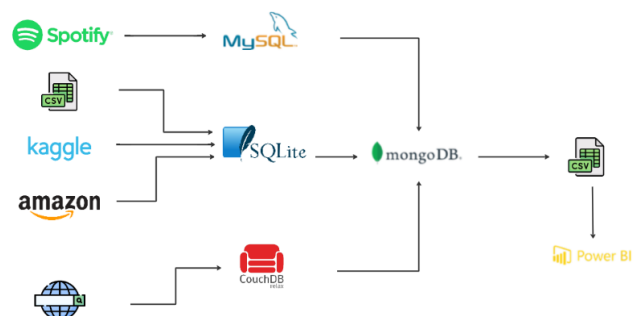 Spotify
MySQL
CSV
kaggle
SQLite
mongoDB
CSV
amazon
Power BI
CouchDB